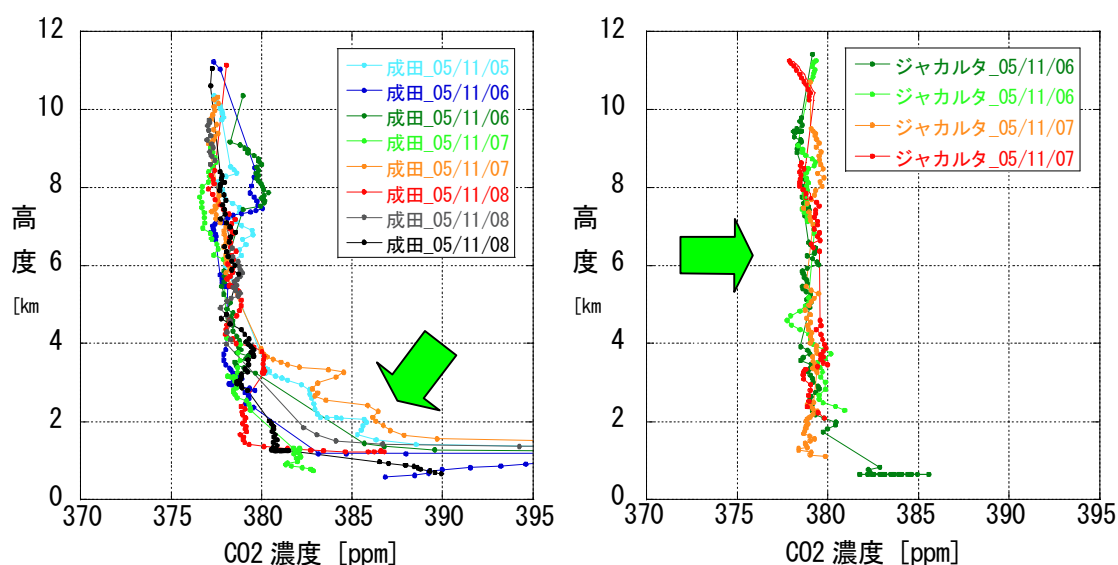 12
10
8
6
4
2
0
高
度
[km
370
375
380
385
390
395
CO2 濃度 [ppm]
成田_05/11/05
成田_05/11/06
成田_05/11/06
成田_05/11/07
成田_05/11/07
成田_05/11/08
成田_05/11/08
成田_05/11/08
12
10
8
6
4
2
0
高
度
[km
370
375
380
385
390
395
CO2 濃度 [ppm]
ジャカルタ_05/11/06
ジャカルタ_05/11/06
ジャカルタ_05/11/07
ジャカルタ_05/11/07